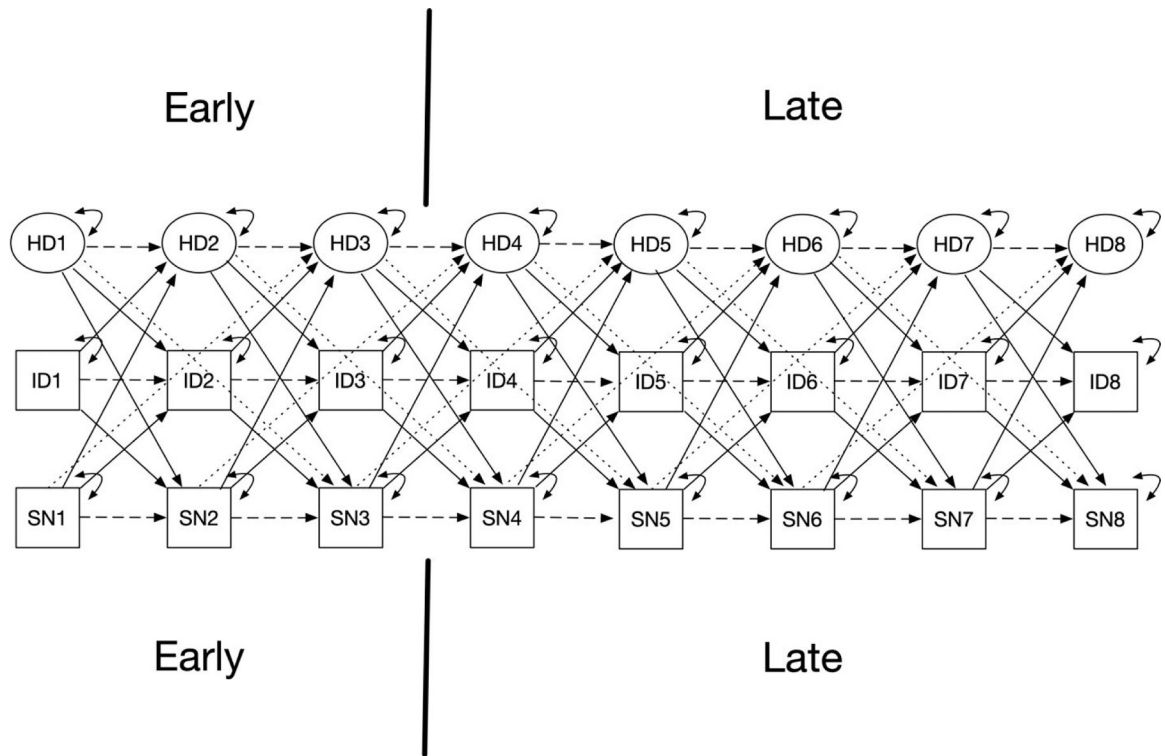 Early Late
HD1 HD2 HD3 HD4 HD5 HD6 HD7 HD8
ID1 ID2 ID3 ID4 ID5 ID6 ID7 ID8
SN1 SN2 SN3 SN4 SN5 SN6 SN7 SN8
Early Late